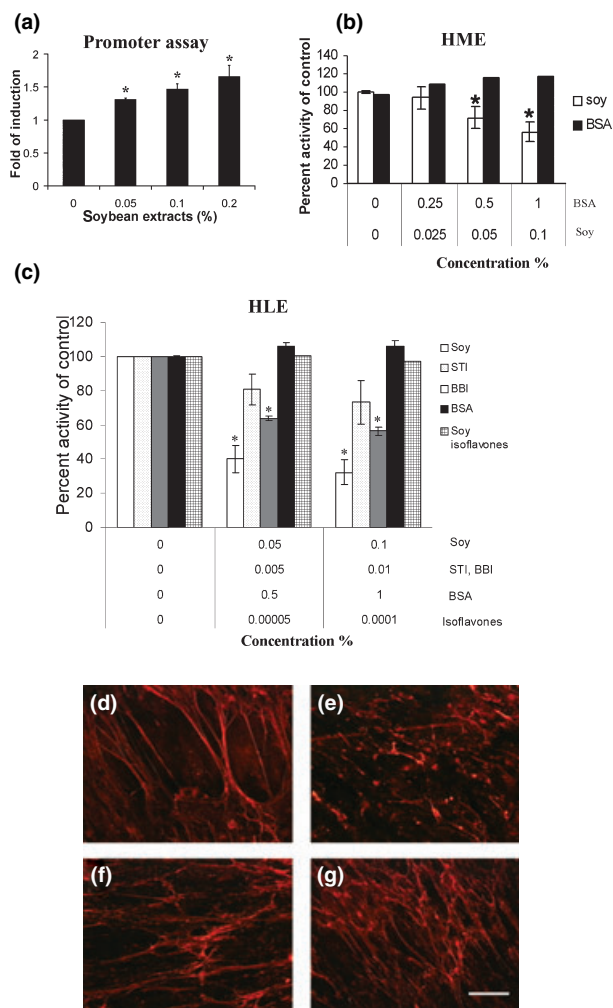 (a)
Promoter assay
Fold of induction
2
1.5
1
0.5
0
* * *
0 0.05 0.1 0.2
Soybean extracts (%)
(b)
HME
Percent activity of control
140
120
100
80
60
40
20
0
* *
soy
BSA
0 0.25 0.5 1 BSA
0 0.025 0.05 0.1 Soy
Concentration %
(c)
HLE
Percent activity of control
120
100
80
60
40
20
0
* * * *
Soy
STI
BBI
BSA
Soy
isoflavones
0 0.05 0.1 Soy
0 0.005 0.01 STI, BBI
0 0.5 1 BSA
0 0.00005 0.0001 Isoflavones
Concentration %
(d) (e)
(f) (g)